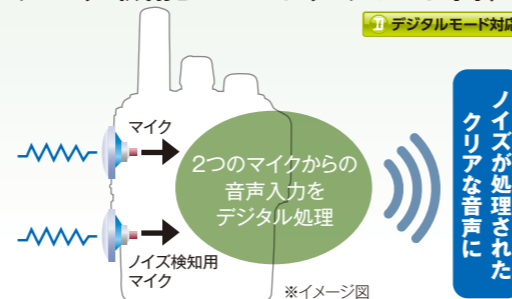 デジタルモード対応
マイク
2つのマイクからの
音声入力を
デジタル処理
ノイズ検知用
マイク
※イメージ図
ノイズが処理された
クリアな音声に